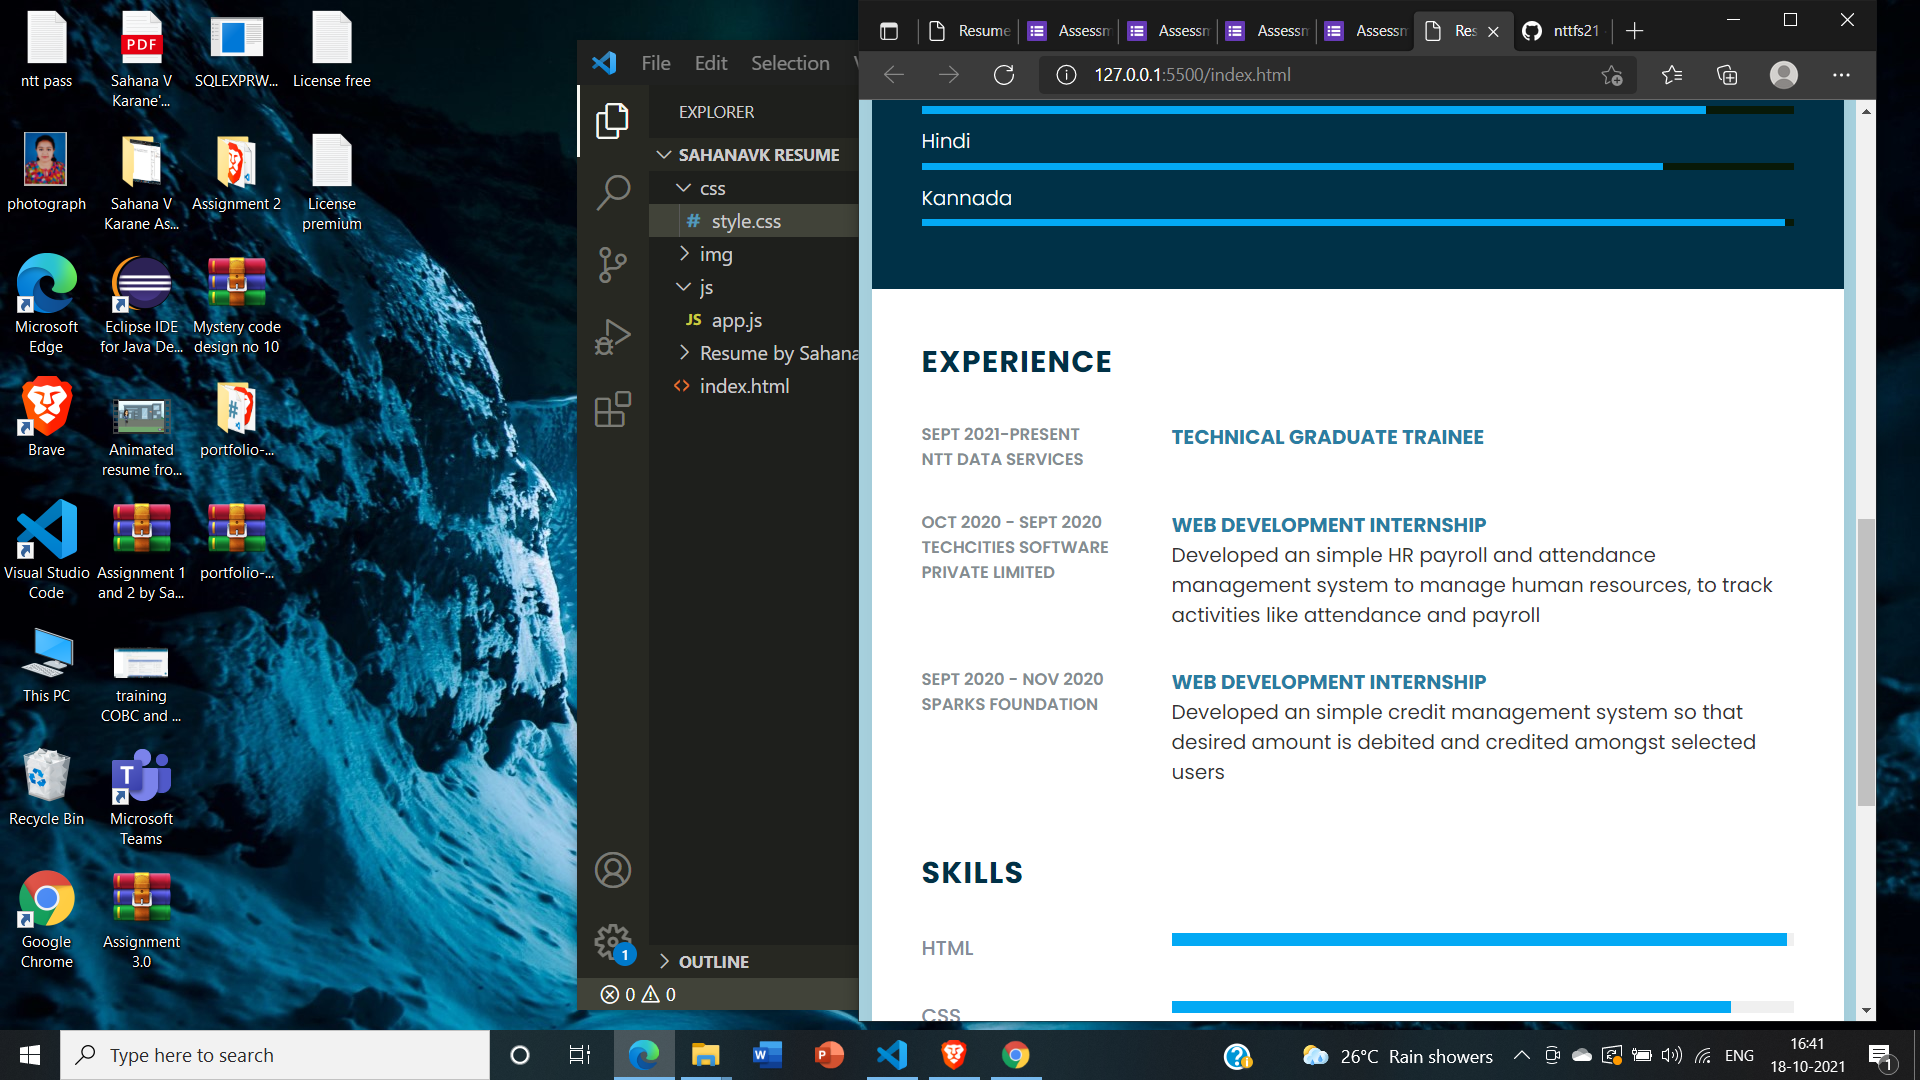 ntt pass
Sahana V
Karane'...
SQLEXPRW...
License free
photograph
Sahana V
Karane As...
Assignment 2
License
premium
Microsoft
Edge
Eclipse IDE
for Java De...
Mystery code
design no 10
Brave
Animated
resume fro...
portfolio-...
Visual Studio
Code
Assignment 1
and 2 by Sa...
portfolio-...
This PC
training
COBC and ...
Recycle Bin
Microsoft
Teams
Google
Chrome
Assignment
3.0
PDF
File Edit Selection
EXPLORER
SAHANAVK RESUME
css
# style.css
img
js
JS app.js
Resume by Sahana
<> index.html
1
OUTLINE
0 0
Resume
Assessm
Assessm
Assessm
Assessm
Res
nttfs21
127.0.0.1:5500/index.html
Hindi
Kannada
EXPERIENCE
SEPT 2021-PRESENT
NTT DATA SERVICES
TECHNICAL GRADUATE TRAINEE
OCT 2020 - SEPT 2020
TECHCITIES SOFTWARE
PRIVATE LIMITED
WEB DEVELOPMENT INTERNSHIP
Developed an simple HR payroll and attendance
management system to manage human resources, to track
activities like attendance and payroll
SEPT 2020 - NOV 2020
SPARKS FOUNDATION
WEB DEVELOPMENT INTERNSHIP
Developed an simple credit management system so that
desired amount is debited and credited amongst selected
users
SKILLS
HTML
CSS
Type here to search
26°C Rain showers
ENG
16:41
18-10-2021
1